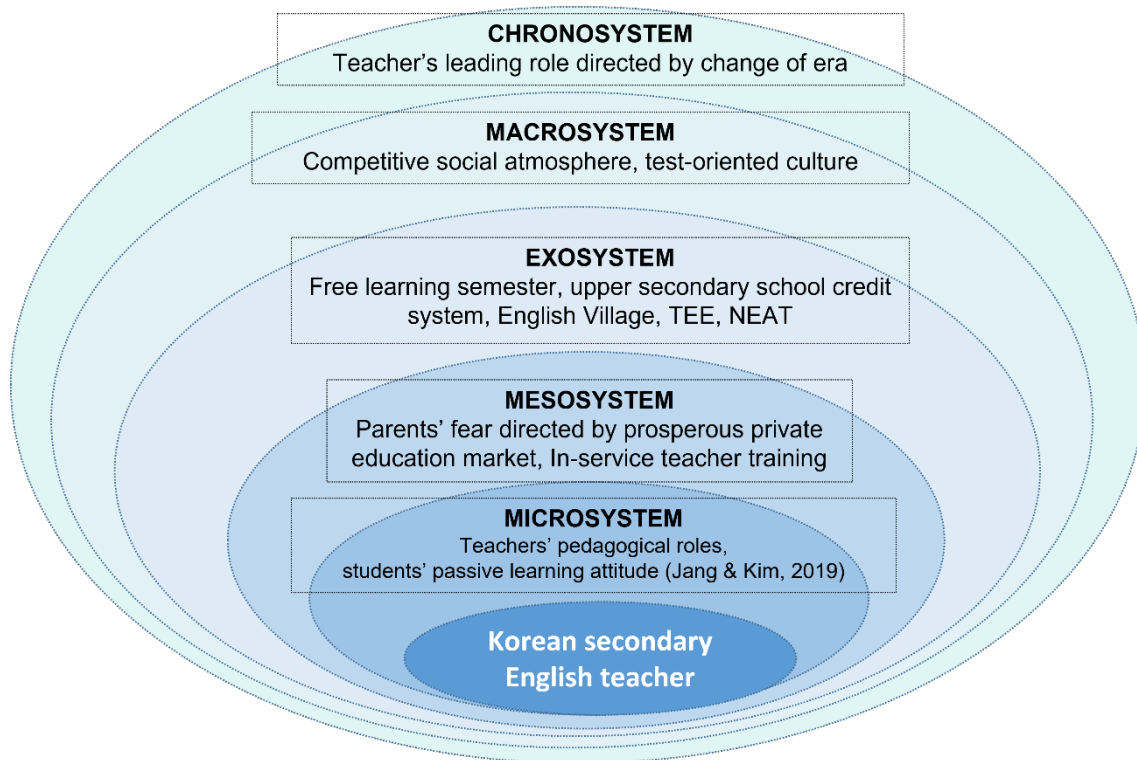 CHRONOSYSTEM
Teacher’s leading role directed by change of era
MACROSYSTEM
Competitive social atmosphere, test-oriented culture
EXOSYSTEM
Free learning semester, upper secondary school credit
system, English Village, TEE, NEAT
MESOSYSTEM
Parents’ fear directed by prosperous private
education market, In-service teacher training
MICROSYSTEM
Teachers’ pedagogical roles,
students’ passive learning attitude (Jang & Kim, 2019)
Korean secondary
English teacher